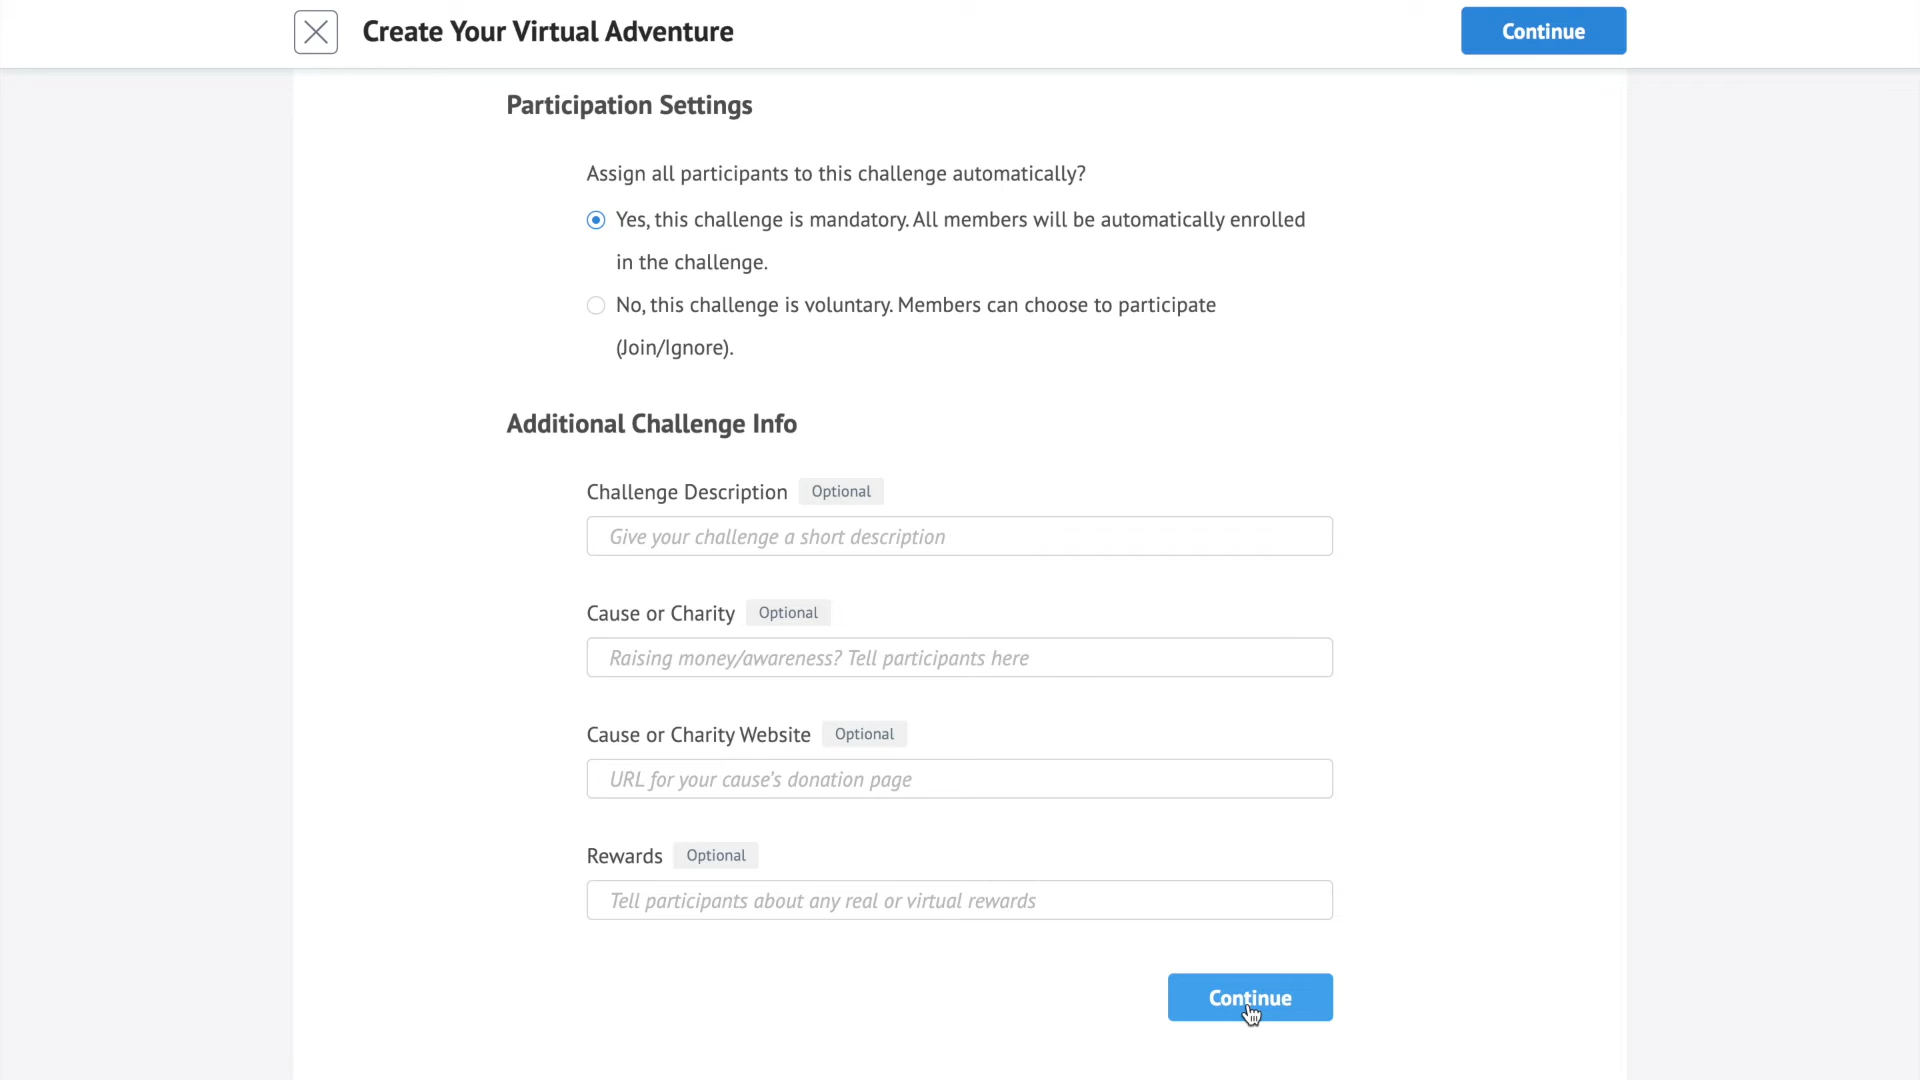 Create Your Virtual Adventure
Continue
Participation Settings
Assign all participants to this challenge automatically?
Yes, this challenge is mandatory. All members will be automatically enrolled
in the challenge.
No, this challenge is voluntary. Members can choose to participate
(Join/Ignore).
Additional Challenge Info
Challenge Description Optional
Give your challenge a short description
Cause or Charity Optional
Raising money/awareness? Tell participants here
Cause or Charity Website Optional
URL for your cause's donation page
Rewards Optional
Tell participants about any real or virtual rewards
Continue